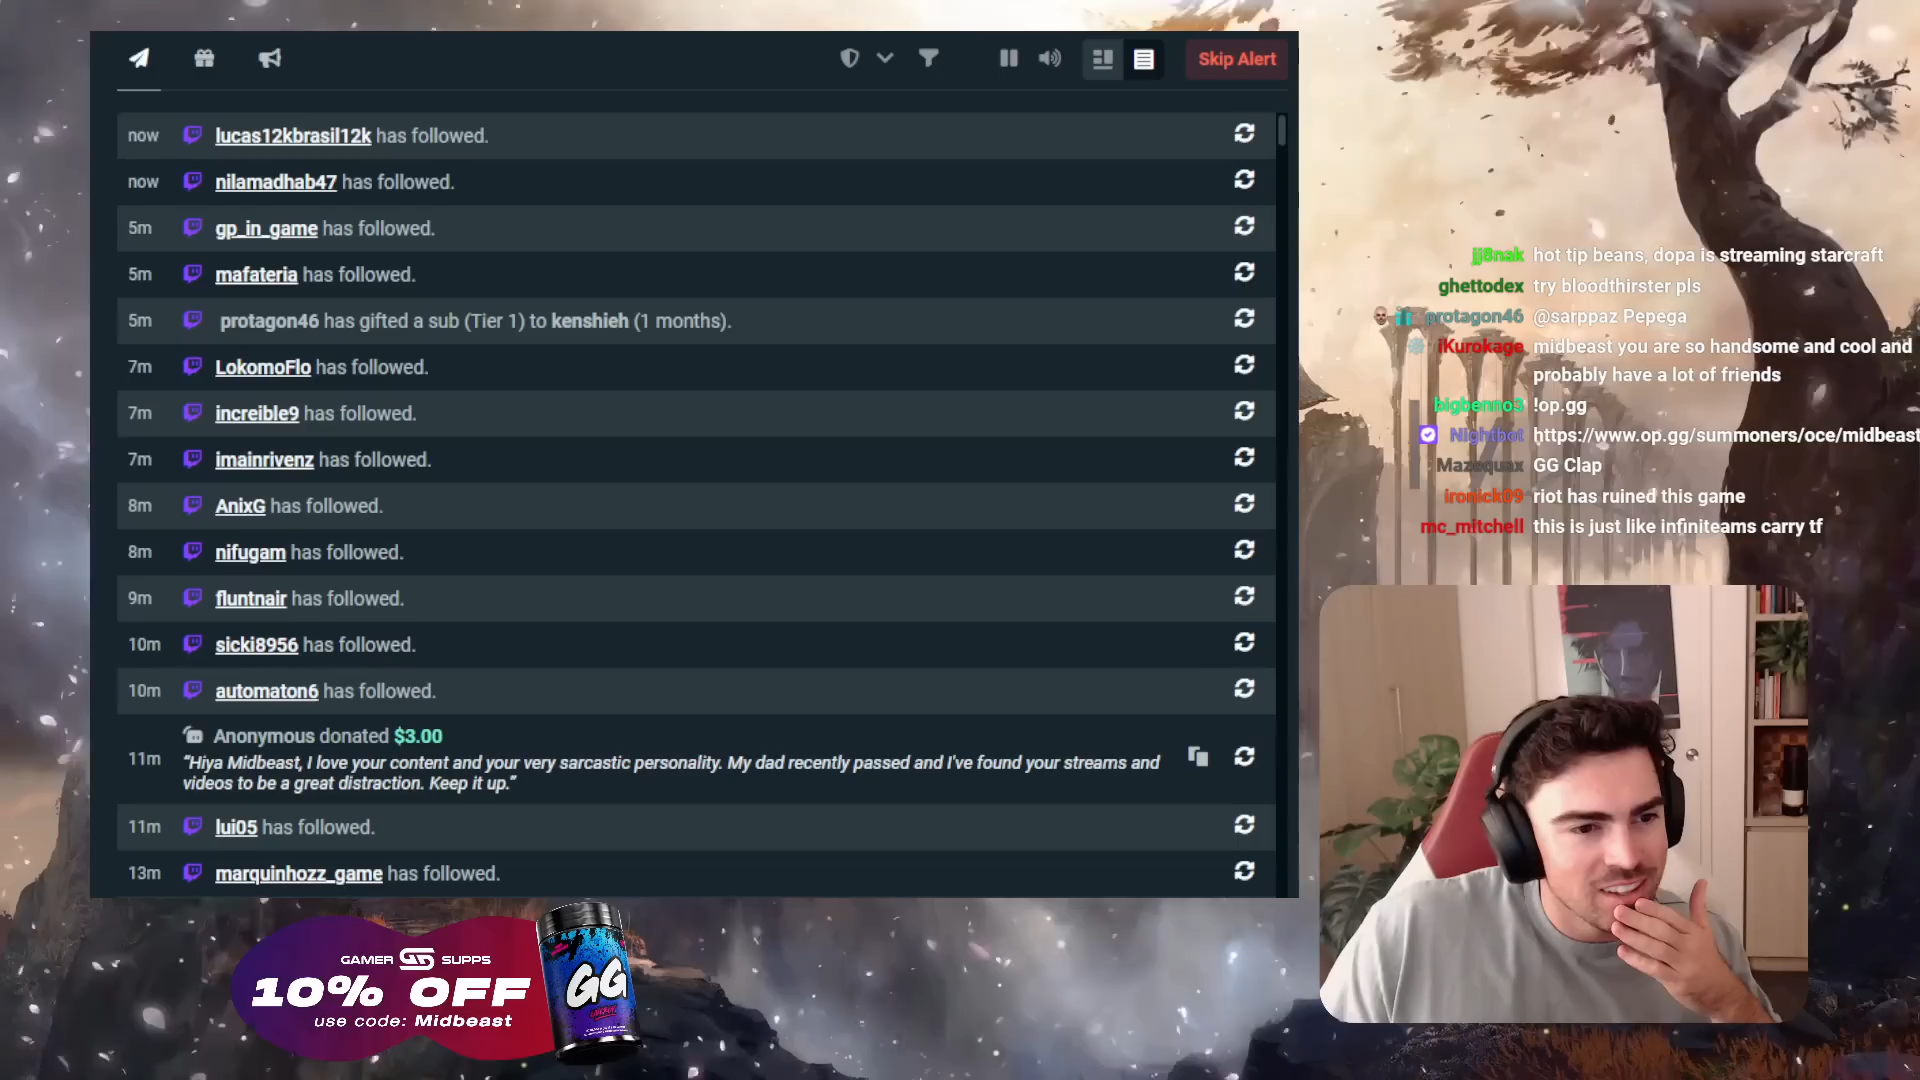 Skip Alert
now lucas12kbrasil12k has followed.
now nilamadhab47 has followed.
5m gp_in_game has followed.
5m mafateria has followed.
5m protagon46 has gifted a sub (Tier 1) to kenshieh (1 months).
7m LokomoFlo has followed.
7m increible9 has followed.
7m imainrivenz has followed.
8m AnixG has followed.
8m nifugam has followed.
9m fluntnair has followed.
10m sicki8956 has followed.
10m automaton6 has followed.
Anonymous donated $3.00
11m “Hiya Midbeast, I love your content and your very sarcastic personality. My dad recently passed and I've found your streams and
videos to be a great distraction. Keep it up.”
11m lui05 has followed.
13m marquinhozz_game has followed.
jj8nak hot tip beans, dopa is streaming starcraft
ghettodex try bloodthirster pls
protagon46 @sarppaz Pepega
iKurokage midbeast you are so handsome and cool and
probably have a lot of friends
bigbenno3 !op.gg
Nightbot https://www.op.gg/summoners/oce/midbeast
Mazequax GG Clap
ironick09 riot has ruined this game
mc_mitchell this is just like infiniteams carry tf
GAMER GG SUPPS
10% OFF
use code: Midbeast
GG